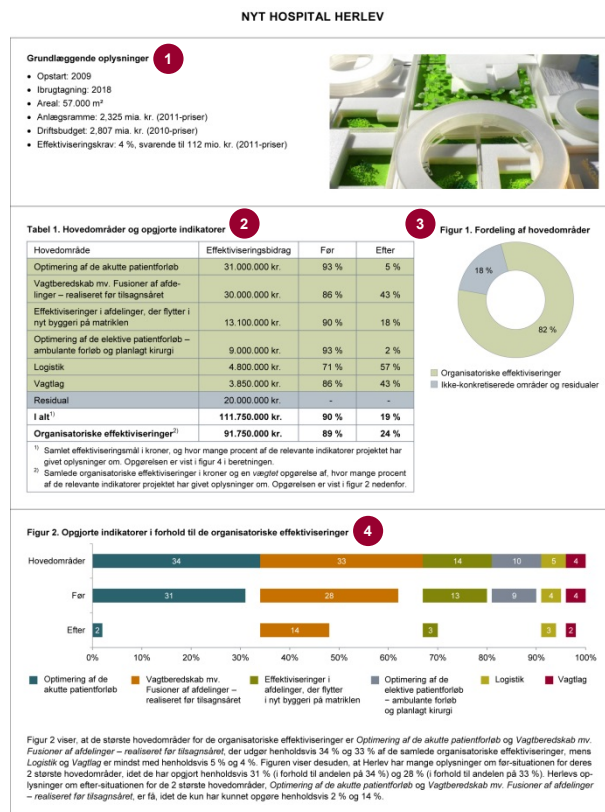 NYT HOSPITAL HERLEV
Grundlæggende oplysninger
1
• Opstart: 2009
• Ibrugtagning: 2018
• Areal: 57.000 m²
• Anlægsramme: 2,325 mia. kr. (2011-priser)
• Driftsbudget: 2,807 mia. kr. (2010-priser)
• Effektiviseringskrav: 4 %, svarende til 112 mio. kr. (2011-priser)
Tabel 1. Hovedområder og opgjorte indikatorer
2
Hovedområde Effektiviseringsbidrag Før Efter
Optimering af de akutte patientforløb 31.000.000 kr. 93 % 5 %
Vagtberedskab mv. Fusioner af afde-
linger – realiseret før tilsagnsåret 30.000.000 kr. 86 % 43 %
Effektiviseringer i afdelinger, der flytter
i nyt byggeri på matriklen 13.100.000 kr. 90 % 18 %
Optimering af de elektive patientforløb –
ambulante forløb og planlagt kirurgi 9.000.000 kr. 93 % 2 %
Logistik 4.800.000 kr. 71 % 57 %
Vagtlag 3.850.000 kr. 86 % 43 %
Residual 20.000.000 kr. - -
I alt¹⁾ 111.750.000 kr. 90 % 19 %
Organisatoriske effektiviseringer²⁾ 91.750.000 kr. 89 % 24 %
¹⁾ Samlet effektiviseringsmål i kroner, og hvor mange procent af de relevante indikatorer projektet har
givet oplysninger om. Opgørelsen er vist i figur 4 i beretningen.
²⁾ Samlede organisatoriske effektiviseringer i kroner og en vægtet opgørelse af, hvor mange procent
af de relevante indikatorer projektet har givet oplysninger om. Opgørelsen er vist i figur 2 nedenfor.
3
Figur 1. Fordeling af hovedområder
18 %
82 %
Organisatoriske effektiviseringer
Ikke-konkretiserede områder og residualer
Figur 2. Opgjorte indikatorer i forhold til de organisatoriske effektiviseringer
4
Hovedområder 34 33 14 10 5 4
Før 31 28 13 9 4 4
Efter 2 14 3 3 2
0% 10% 20% 30% 40% 50% 60% 70% 80% 90% 100%
Optimering af de
akutte patientforløb
Vagtberedskab mv.
Fusioner af afdelinger –
realiseret før tilsagnsåret
Effektiviseringer i
afdelinger, der flytter
i nyt byggeri på matriklen
Optimering af de
elektive patientforløb
– ambulante forløb
og planlagt kirurgi
Logistik
Vagtlag
Figur 2 viser, at de største hovedområder for de organisatoriske effektiviseringer er Optimering af de akutte patientforløb og Vagtberedskab mv.
Fusioner af afdelinger – realiseret før tilsagnsåret, der udgør henholdsvis 34 % og 33 % af de samlede organisatoriske effektiviseringer, mens
Logistik og Vagtlag er mindst med henholdsvis 5 % og 4 %. Figuren viser desuden, at Herlev har mange oplysninger om før-situationen for deres
2 største hovedområder, idet de har opgjort henholdsvis 31 % (i forhold til andelen på 34 %) og 28 % (i forhold til andelen på 33 %). Herlevs op-
lysninger om efter-situationen for de 2 største hovedområder, Optimering af de akutte patientforløb og Vagtberedskab mv. Fusioner af afdelinger
– realiseret før tilsagnsåret, er få, idet de kun har kunnet opgøre henholdsvis 2 % og 14 %.